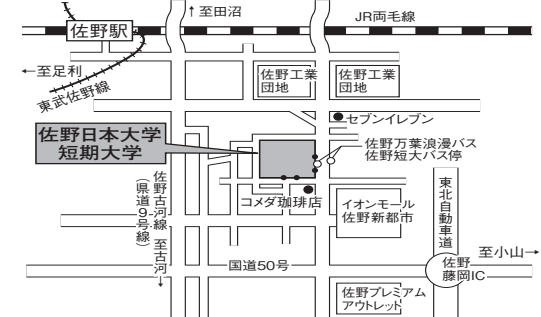 ↑至田沼
JR両毛線
佐野駅
←至足利
東武佐野線
佐野工業
団地
佐野工業
団地
セブンイレブン
佐野日本大学
短期大学
佐野万葉浪漫バス
佐野短大バス停
佐野古河線
(県道9号線)
至古河→
コメダ珈琲店
イオンモール
佐野新都市
東北自動車道
至小山→
国道50号
佐野
藤岡IC
佐野プレミアム
アウトレット